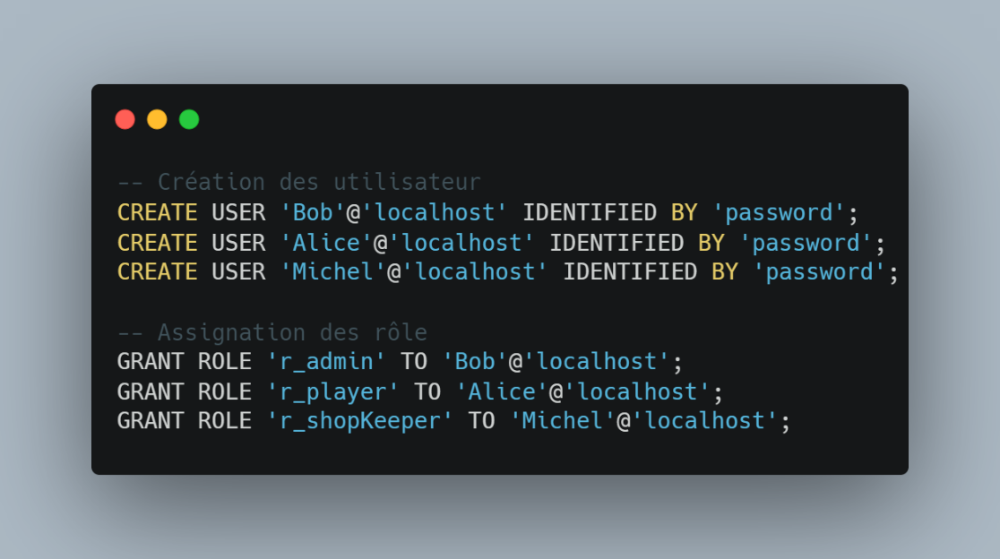 -- Création des utilisateur
CREATE USER 'Bob'@'localhost' IDENTIFIED BY 'password';
CREATE USER 'Alice'@'localhost' IDENTIFIED BY 'password';
CREATE USER 'Michel'@'localhost' IDENTIFIED BY 'password';
-- Assignation des rôle
GRANT ROLE 'r_admin' TO 'Bob'@'localhost';
GRANT ROLE 'r_player' TO 'Alice'@'localhost';
GRANT ROLE 'r_shopKeeper' TO 'Michel'@'localhost';